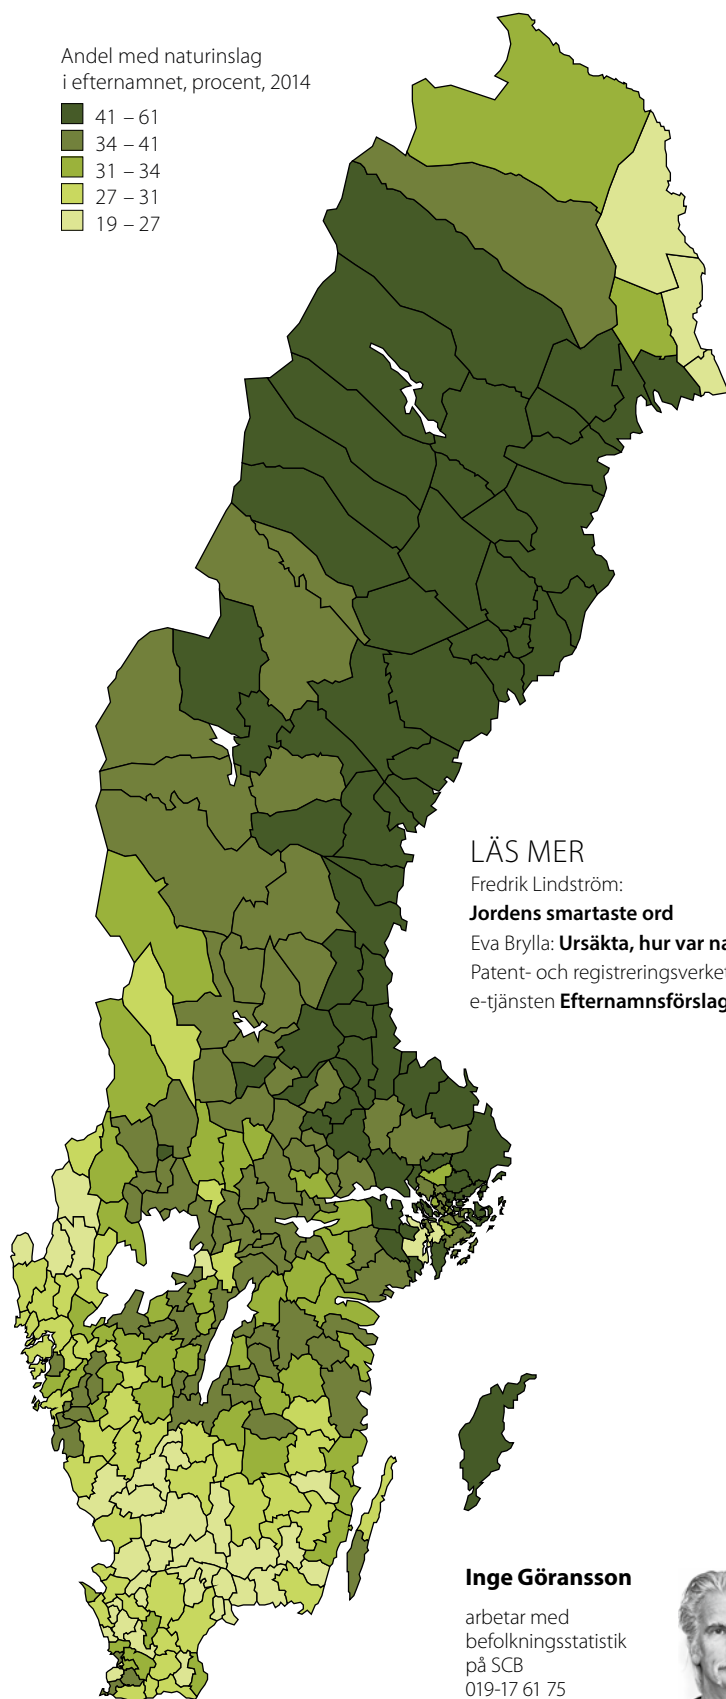 Andel med naturinslag
i efternamnet, procent, 2014
41 – 61
34 – 41
31 – 34
27 – 31
19 – 27
LÄS MER
Fredrik Lindström:
Jordens smartaste ord
Eva Brylla: Ursäkta, hur var na
Patent- och registreringsverket
e-tjänsten Efternamnsförslag
Inge Göransson
arbetar med
befolkningsstatistik
på SCB
019-17 61 75